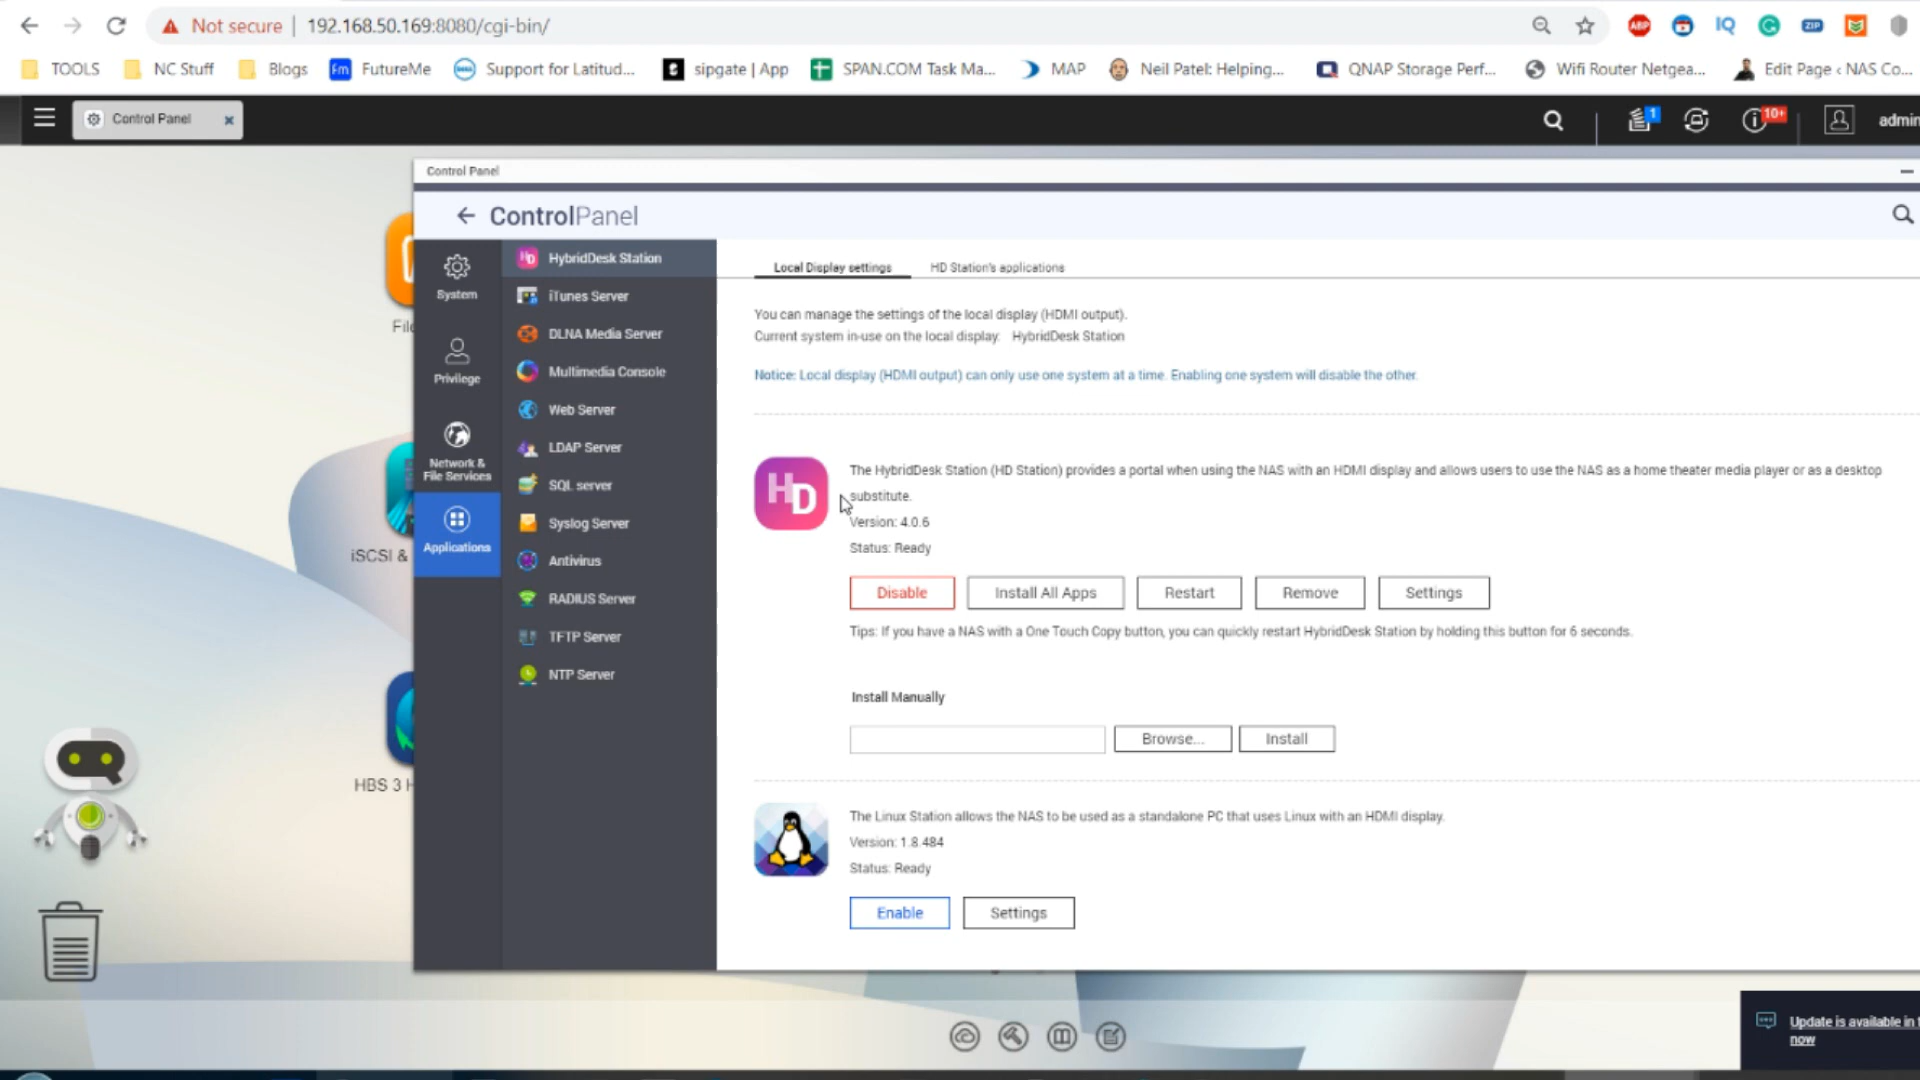 Not secure | 192.168.50.169:8080/cgi-bin/
ABP
IQ
ZIP
TOOLS
NC Stuff
Blogs
Fm FutureMe
Support for Latitud...
sipgate | App
SPAN.COM Task Ma...
MAP
Neil Patel: Helping...
QNAP Storage Perf...
Wifi Router Netgea...
Edit Page ‹ NAS Co...
Control Panel
1
10+
admin
Control Panel
ControlPanel
System
Privilege
Network &
File Services
Applications
HybridDesk Station
iTunes Server
DLNA Media Server
Multimedia Console
Web Server
LDAP Server
SQL server
Syslog Server
Antivirus
RADIUS Server
TFTP Server
NTP Server
Local Display settings
HD Station's applications
You can manage the settings of the local display (HDMI output).
Current system in-use on the local display: HybridDesk Station
Notice: Local display (HDMI output) can only use one system at a time. Enabling one system will disable the other.
HD
The HybridDesk Station (HD Station) provides a portal when using the NAS with an HDMI display and allows users to use the NAS as a home theater media player or as a desktop
substitute.
Version: 4.0.6
Status: Ready
Disable
Install All Apps
Restart
Remove
Settings
Tips: If you have a NAS with a One Touch Copy button, you can quickly restart HybridDesk Station by holding this button for 6 seconds.
Install Manually
Browse...
Install
The Linux Station allows the NAS to be used as a standalone PC that uses Linux with an HDMI display.
Version: 1.8.484
Status: Ready
Enable
Settings
iSCSI &
HBS 3
Update is available in
now